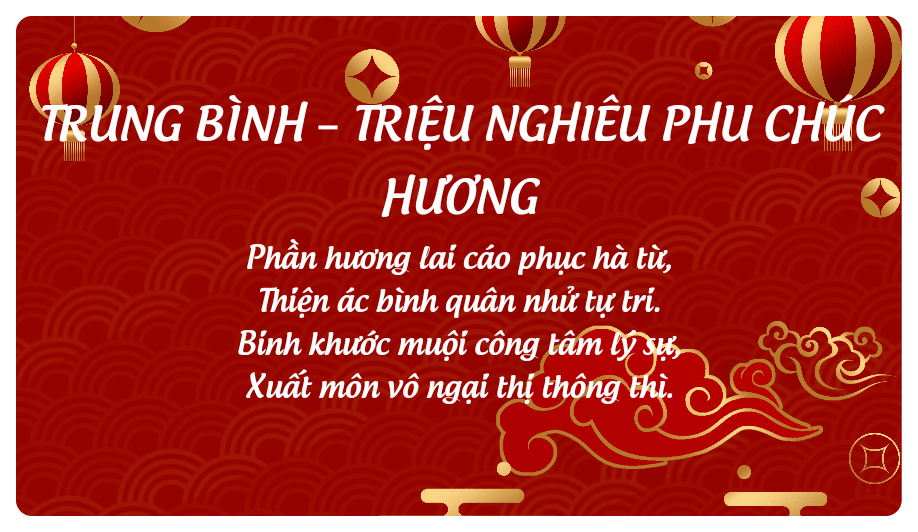 TRUNG BÌNH – TRIỆU NGHIÊU PHU CHÚC
HƯƠNG
Phần hương lai cáo phục hà từ,
Thiện ác bình quân nhử tự tri.
Bình khước muội công tâm lý sự,
Xuất môn vô ngại thị thông thì.